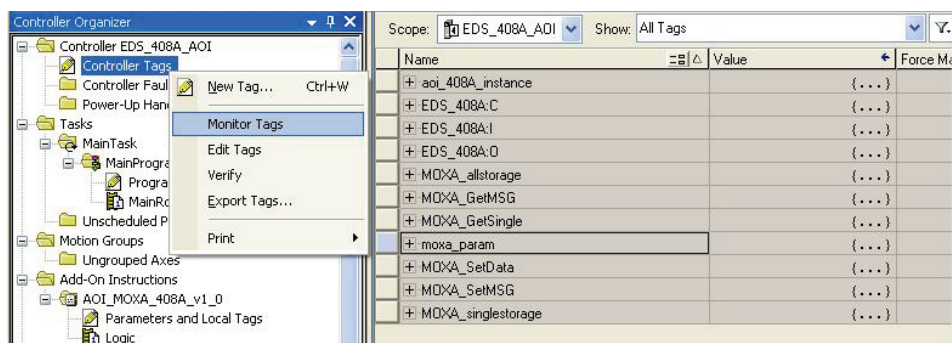 Controller Organizer
Controller EDS_408A_AOI
Controller Tags
Controller Faul
Power-Up Han
Tasks
MainTask
MainProgra
Progra
MainRo
Unscheduled P
Motion Groups
Ungrouped Axes
Add-On Instructions
AOI_MOXA_408A_v1_0
Parameters and Local Tags
Logic
New Tag... Ctrl+W
Monitor Tags
Edit Tags
Verify
Export Tags...
Print
Scope: EDS_408A_AOI Show: All Tags
Name Value Force Ma
aoi_408A_instance {...}
EDS_408A:C {...}
EDS_408A:I {...}
EDS_408A:O {...}
MOXA_allstorage {...}
MOXA_GetMSG {...}
MOXA_GetSingle {...}
moxa_param {...}
MOXA_SetData {...}
MOXA_SetMSG {...}
MOXA_singlestorage {...}